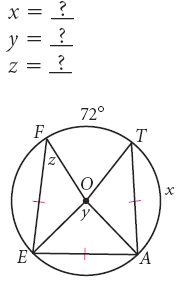 x = ?
y = ?
z = ?
72°
F
T
z
O
x
y
E
A